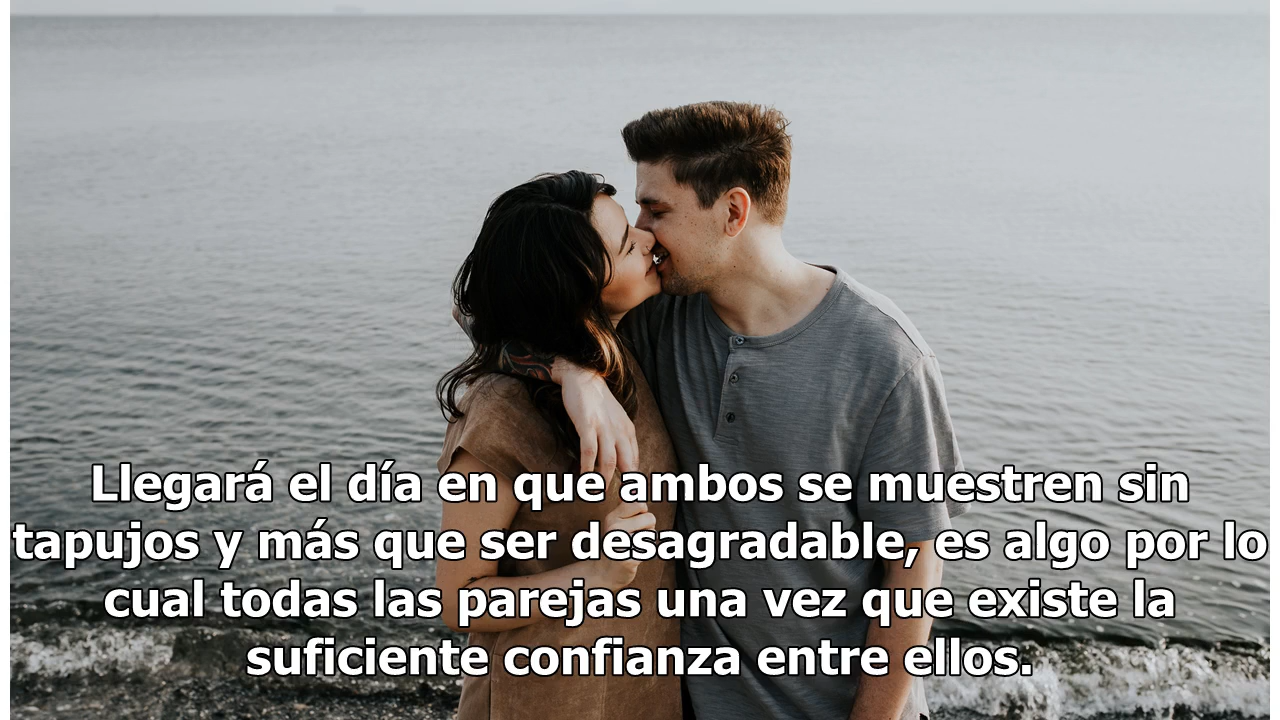 Llegará el día en que ambos se muestren sin
tapujos y más que ser desagradable, es algo por lo
cual todas las parejas una vez que existe la
suficiente confianza entre ellos.